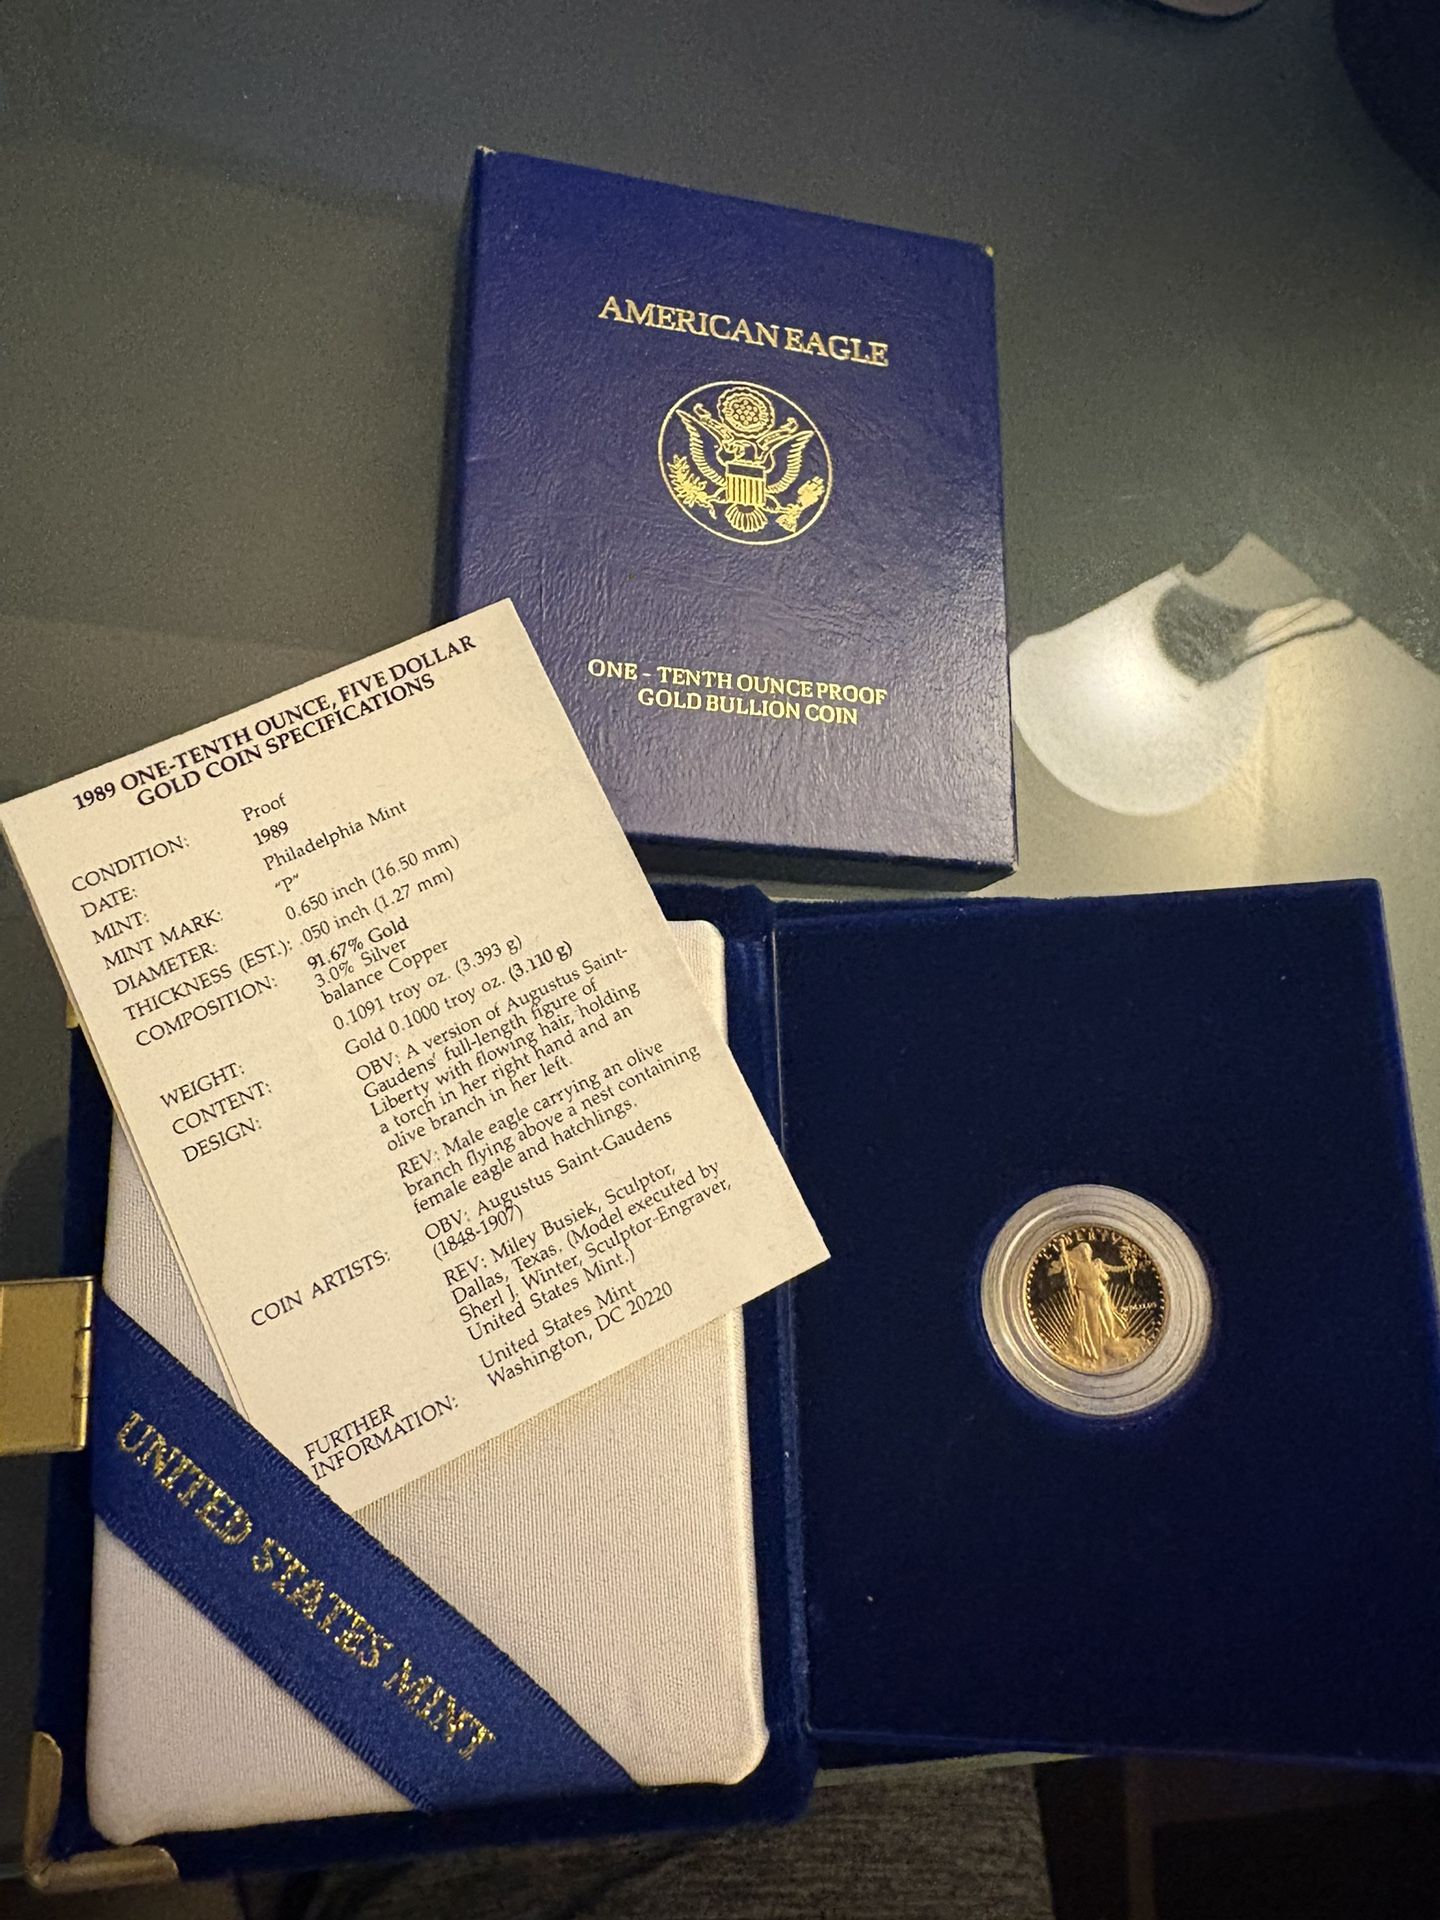 AMERICAN EAGLE
ONE - TENTH OUNCE PROOF
GOLD BULLION COIN
1989 ONE-TENTH OUNCE, FIVE DOLLAR
GOLD COIN SPECIFICATIONS
CONDITION: Proof
DATE: 1989
MINT: Philadelphia Mint
MINT MARK: "P"
DIAMETER: 0.650 inch (16.50 mm)
THICKNESS (EST.): .050 inch (1.27 mm)
COMPOSITION: 91.67% Gold
3.0% Silver
balance Copper
WEIGHT: 0.1091 troy oz. (3.393 g)
CONTENT: Gold 0.1000 troy oz. (3.110 g)
DESIGN: OBV: A version of Augustus Saint-
Gaudens' full-length figure of
Liberty with flowing hair, holding
a torch in her right hand and an
olive branch in her left.
REV: Male eagle carrying an olive
branch flying above a nest containing
female eagle and hatchlings.
COIN ARTISTS: OBV: Augustus Saint-Gaudens
(1848-1907)
REV: Miley Busiek, Sculptor,
Dallas, Texas. (Model executed by
Sherl J. Winter, Sculptor-Engraver,
United States Mint.)
FURTHER
INFORMATION: United States Mint
Washington, DC 20220
UNITED STATES MINT
LIBERTY